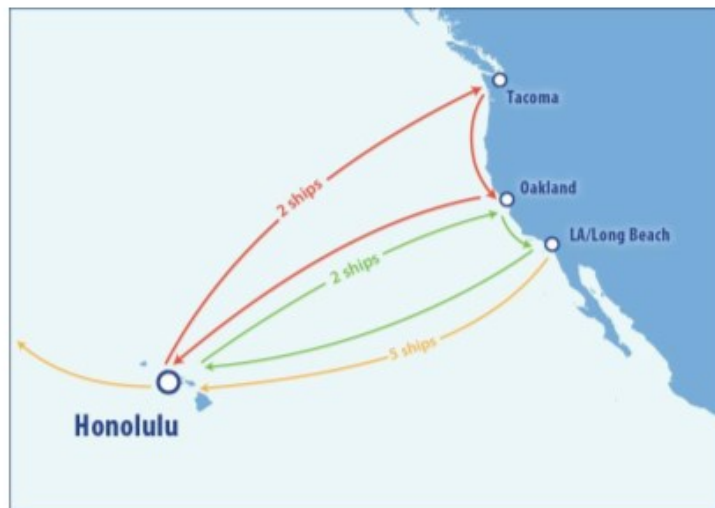 Tacoma
2 ships
Oakland
LA/Long Beach
2 ships
5 ships
Honolulu